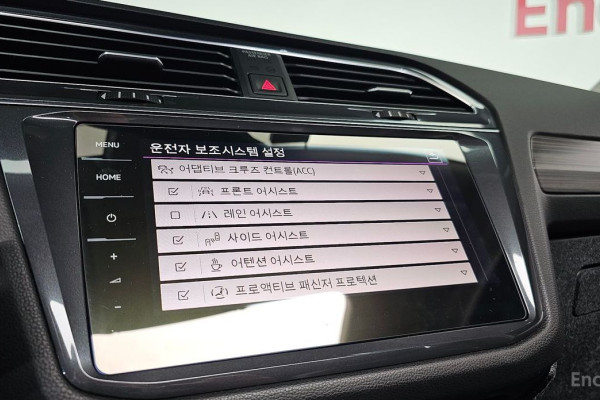 Enc
MENU
HOME
운전자 보조시스템 설정
어댑티브 크루즈 컨트롤(ACC)
프론트 어시스트
레인 어시스트
사이드 어시스트
어텐션 어시스트
프로액티브 패신저 프로텍션
+
-
Enc